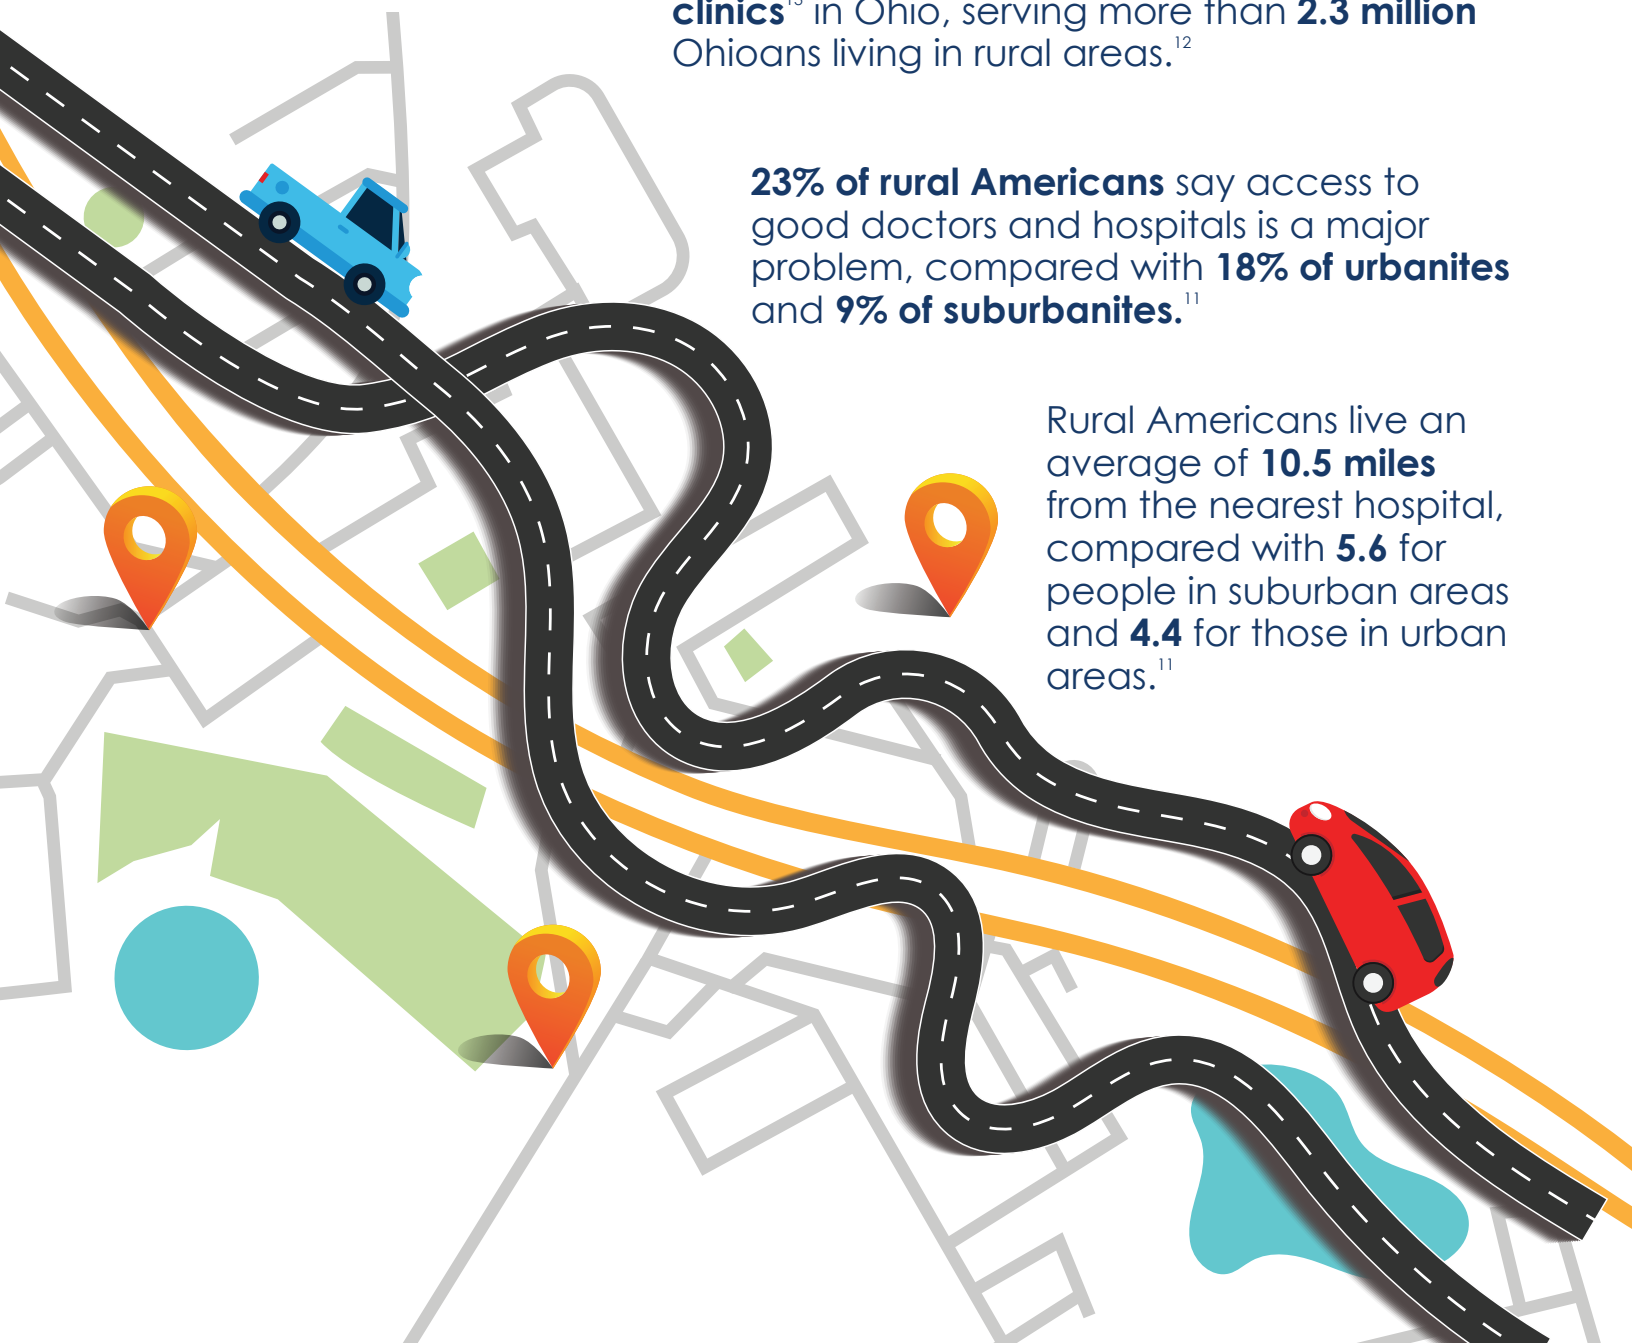 clinics¹³ in Ohio, serving more than 2.3 million
Ohioans living in rural areas.¹²
23% of rural Americans say access to
good doctors and hospitals is a major
problem, compared with 18% of urbanites
and 9% of suburbanites.¹¹
Rural Americans live an
average of 10.5 miles
from the nearest hospital,
compared with 5.6 for
people in suburban areas
and 4.4 for those in urban
areas.¹¹